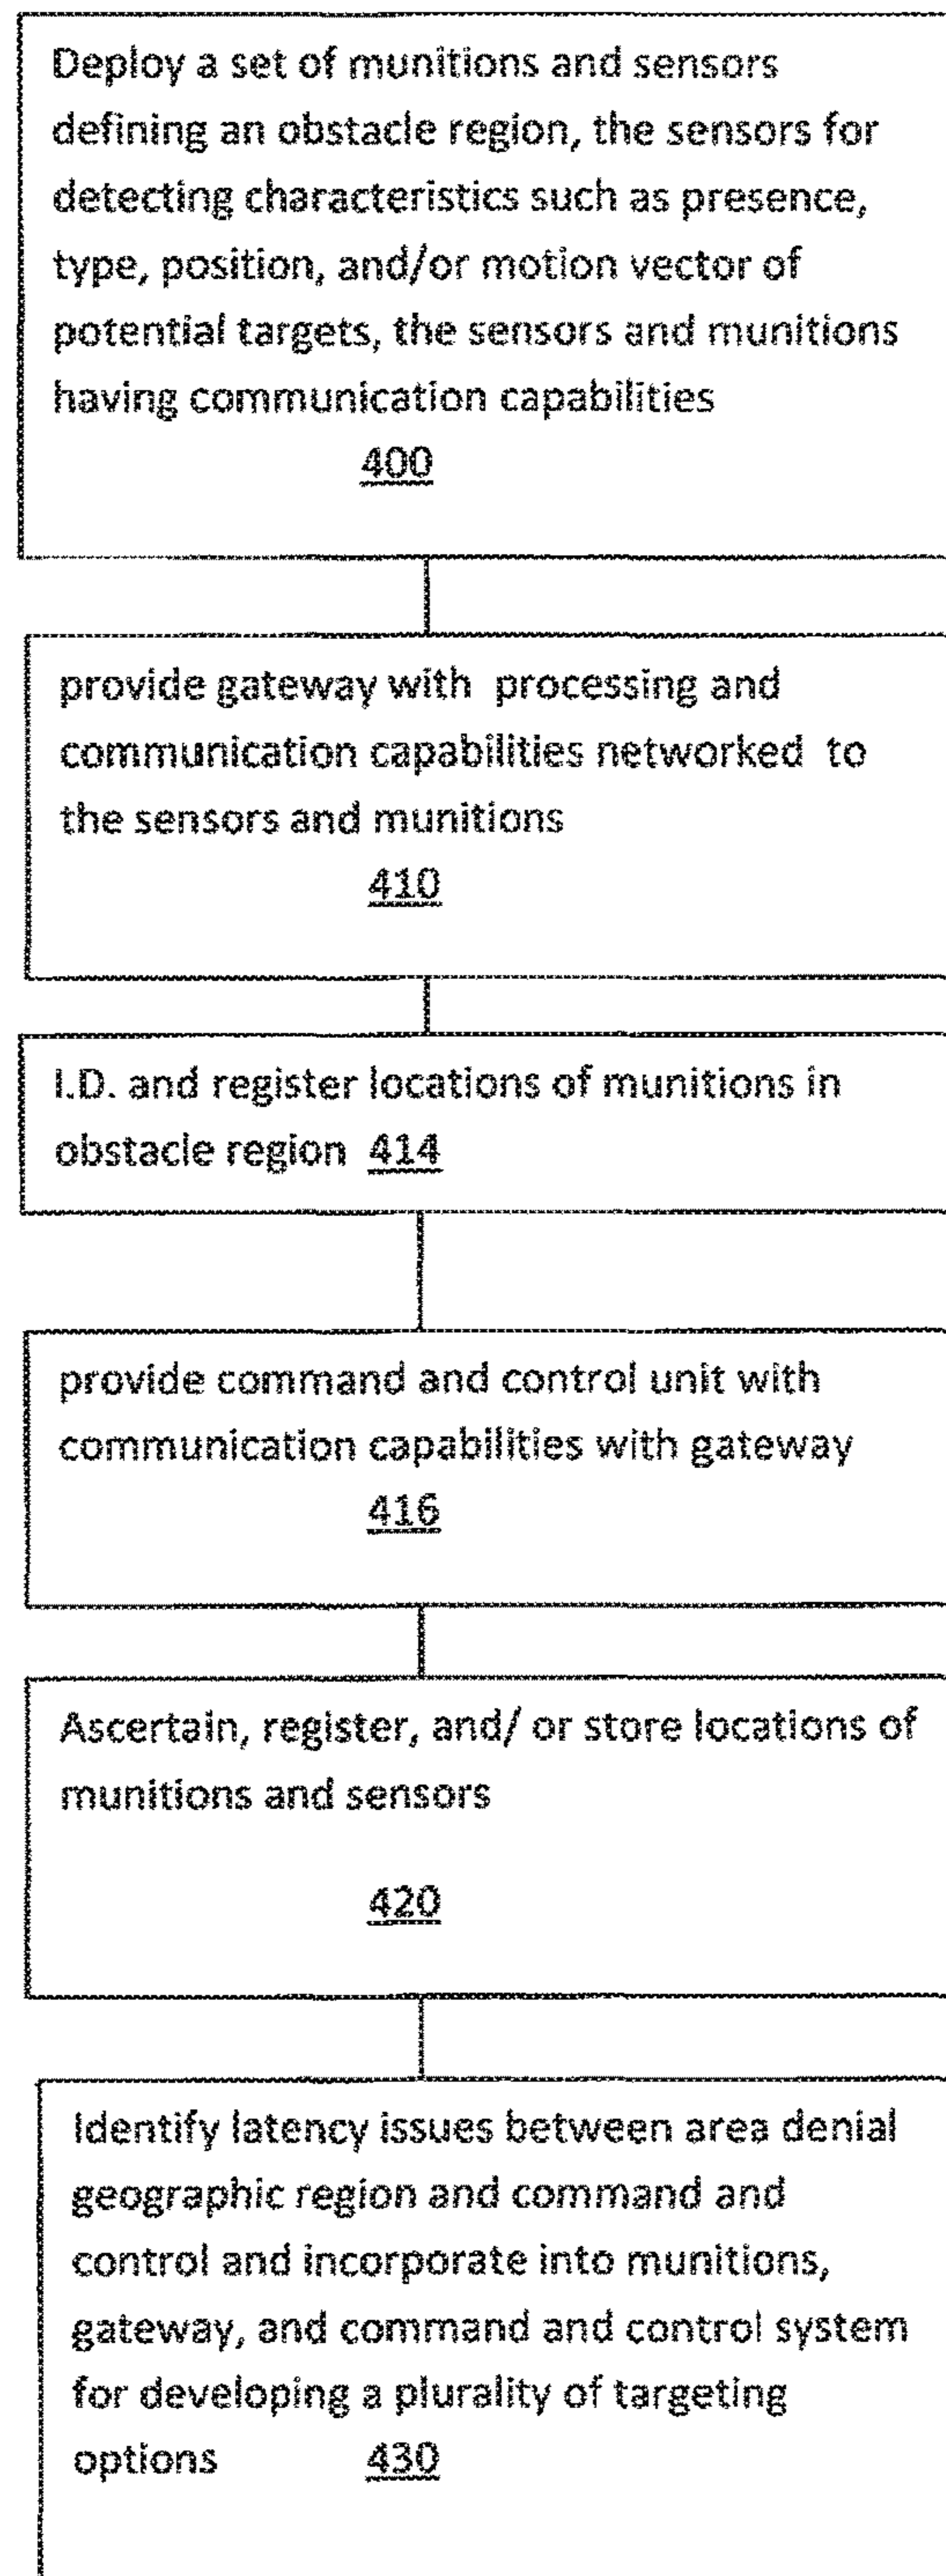 Deploy a set of munitions and sensors
defining an obstacle region, the sensors for
detecting characteristics such as presence,
type, position, and/or motion vector of
potential targets, the sensors and munitions
having communication capabilities
400
provide gateway with processing and
communication capabilities networked to
the sensors and munitions
410
I.D. and register locations of munitions in
obstacle region 414
provide command and control unit with
communication capabilities with gateway
416
Ascertain, register, and/ or store locations of
munitions and sensors
420
Identify latency issues between area denial
geographic region and command and
control and incorporate into munitions,
gateway, and command and control system
for developing a plurality of targeting
options 430